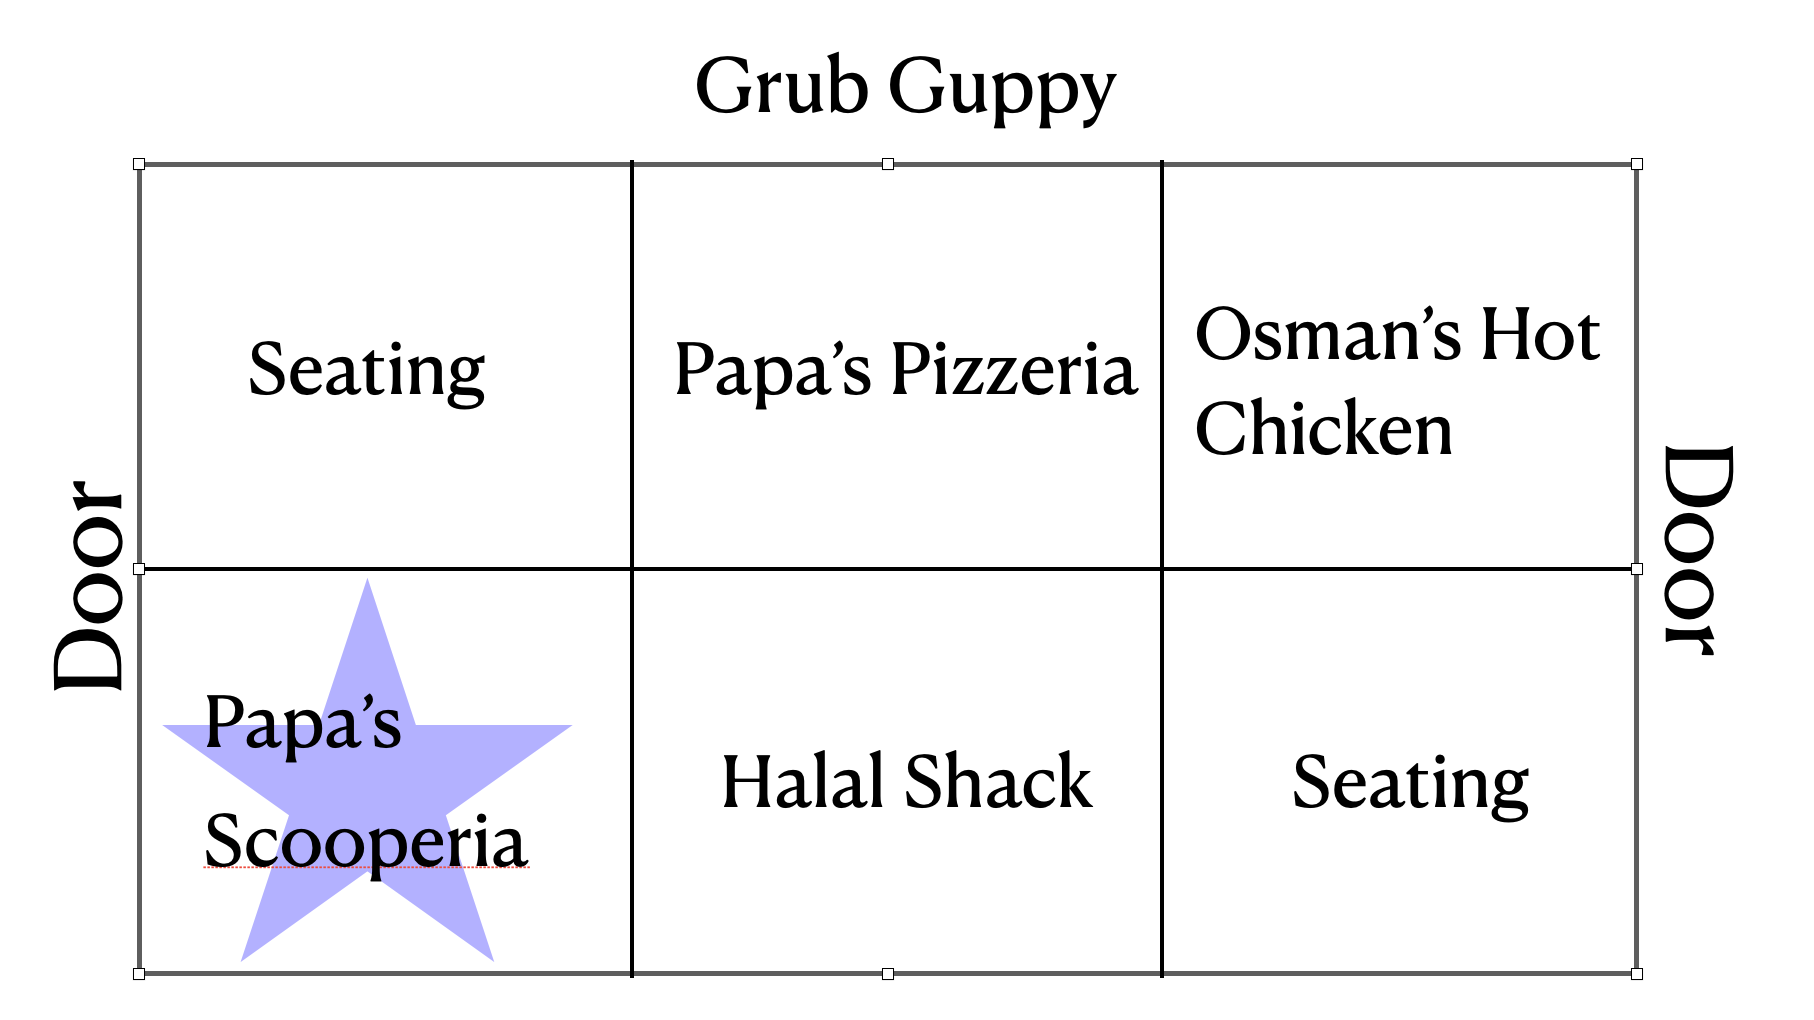 Grub Guppy
Seating
Papa’s Pizzeria
Osman’s Hot
Chicken
Door
Door
Papa’s
Scooperia
Halal Shack
Seating